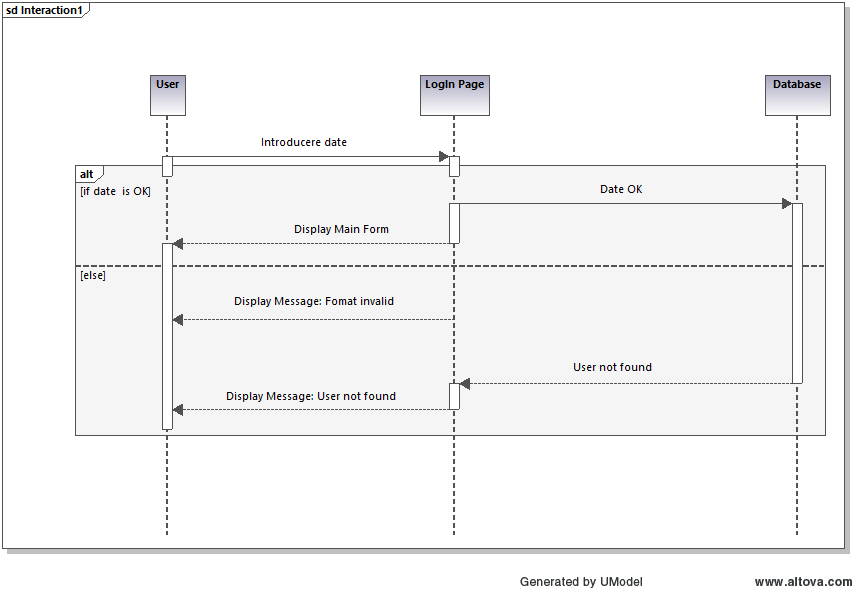 sd Interaction1
User
LogIn Page
Database
Introducere date
alt
[if date is OK]
Date OK
Display Main Form
[else]
Display Message: Fomat invalid
User not found
Display Message: User not found
Generated by UModel
www.altova.com